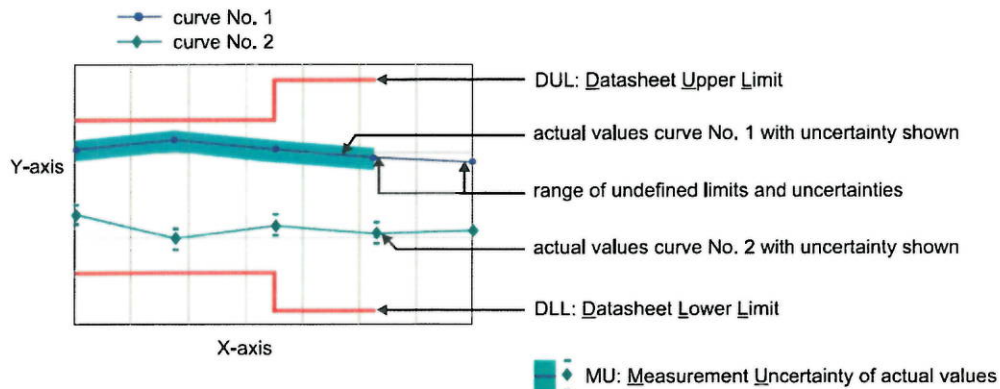 curve No. 1
curve No. 2
DUL: Datasheet Upper Limit
actual values curve No. 1 with uncertainty shown
Y-axis
range of undefined limits and uncertainties
actual values curve No. 2 with uncertainty shown
DLL: Datasheet Lower Limit
X-axis
MU: Measurement Uncertainty of actual values